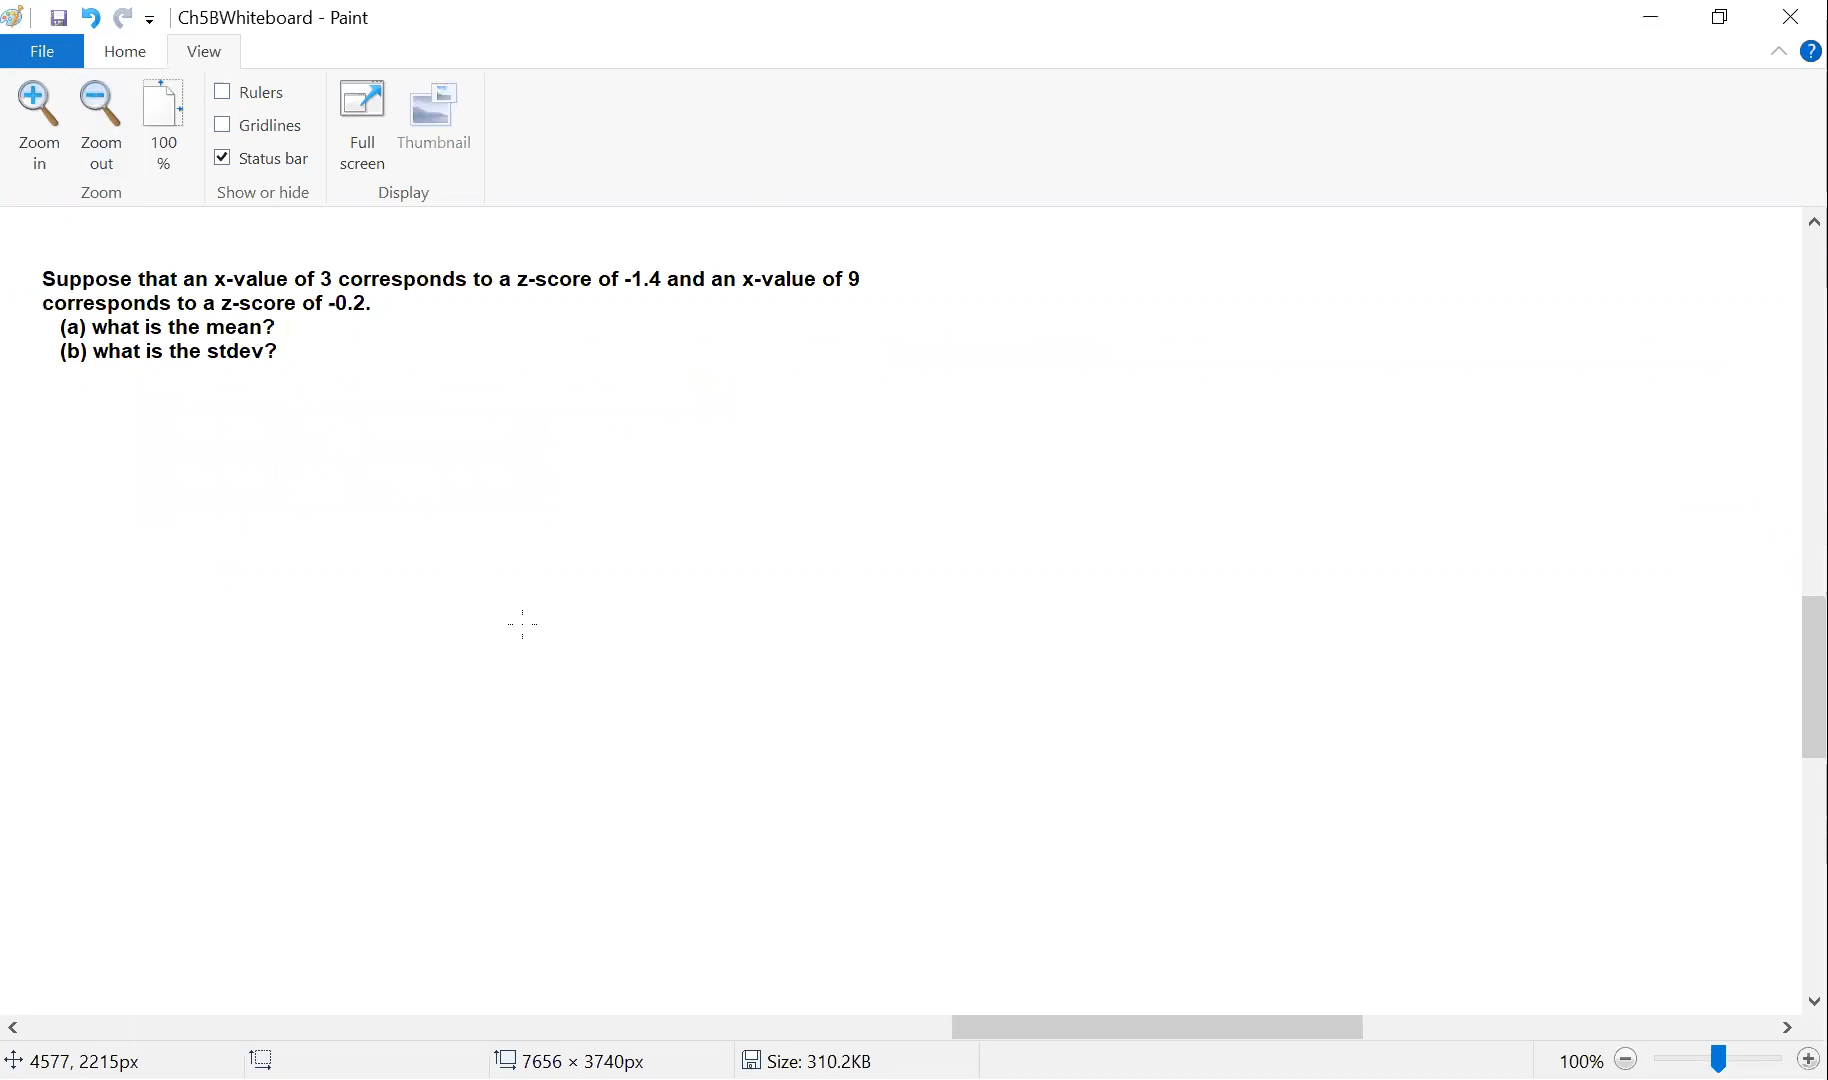 Ch5BWhiteboard - Paint
File Home View
?
Zoom in
Zoom out
100 %
Zoom
Rulers
Gridlines
Status bar
Show or hide
Full screen
Thumbnail
Display
Suppose that an x-value of 3 corresponds to a z-score of -1.4 and an x-value of 9
corresponds to a z-score of -0.2.
(a) what is the mean?
(b) what is the stdev?
4577, 2215px
7656 × 3740px
Size: 310.2KB
100%